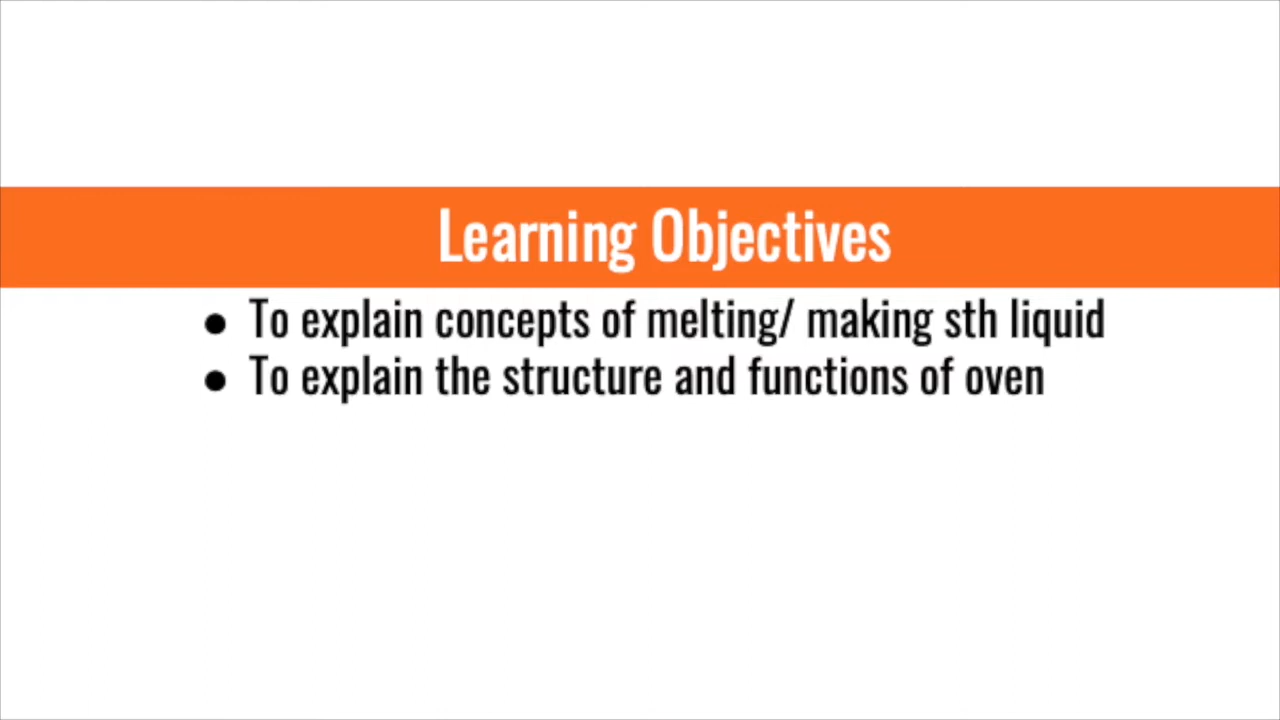 Learning Objectives
● To explain concepts of melting/ making sth liquid
● To explain the structure and functions of oven